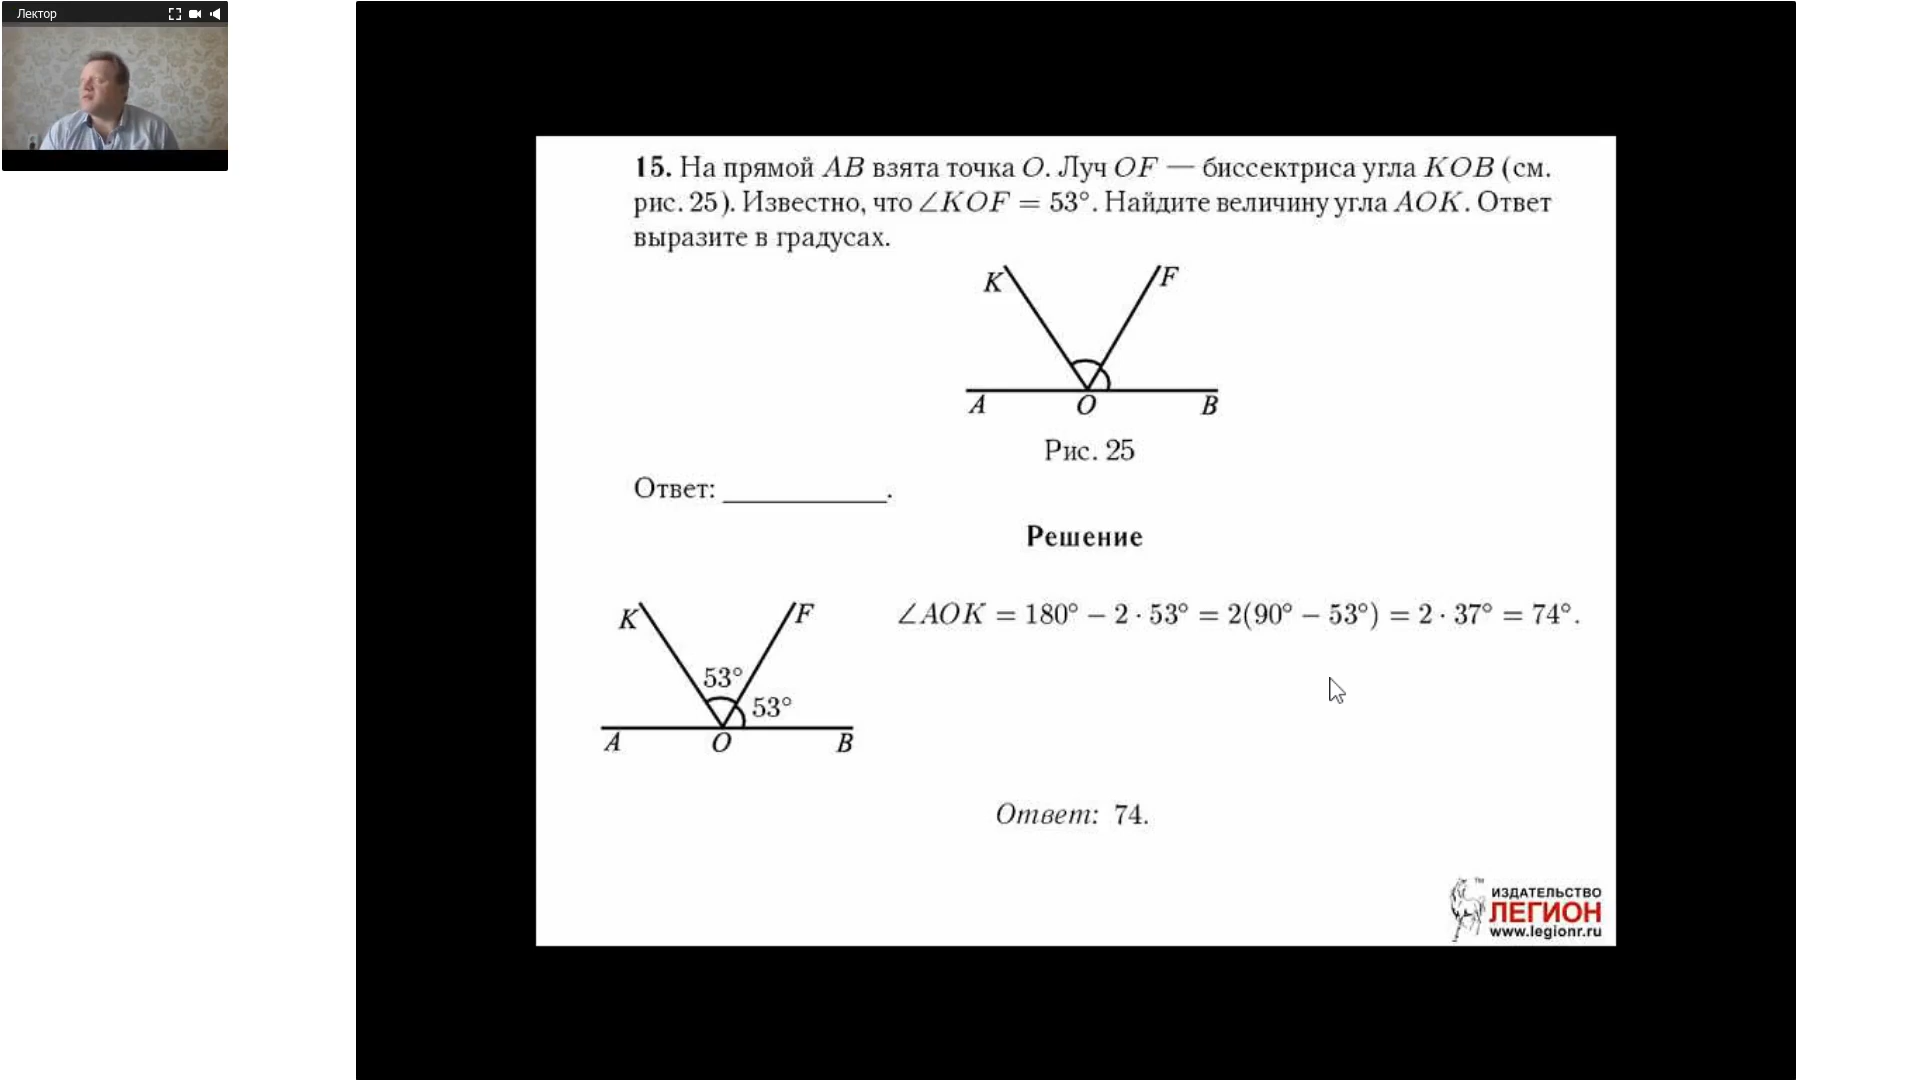 Лектор
15. На прямой AB взята точка O. Луч OF — биссектриса угла KOB (см.
рис. 25). Известно, что ∠KOF = 53°. Найдите величину угла AOK. Ответ
выразите в градусах.
K F
A O B
Рис. 25
Ответ: ____________.
Решение
K F
∠AOK = 180° − 2 · 53° = 2(90° − 53°) = 2 · 37° = 74°.
53°
53°
A O B
Ответ: 74.
TM
ИЗДАТЕЛЬСТВО
ЛЕГИОН
www.legionr.ru